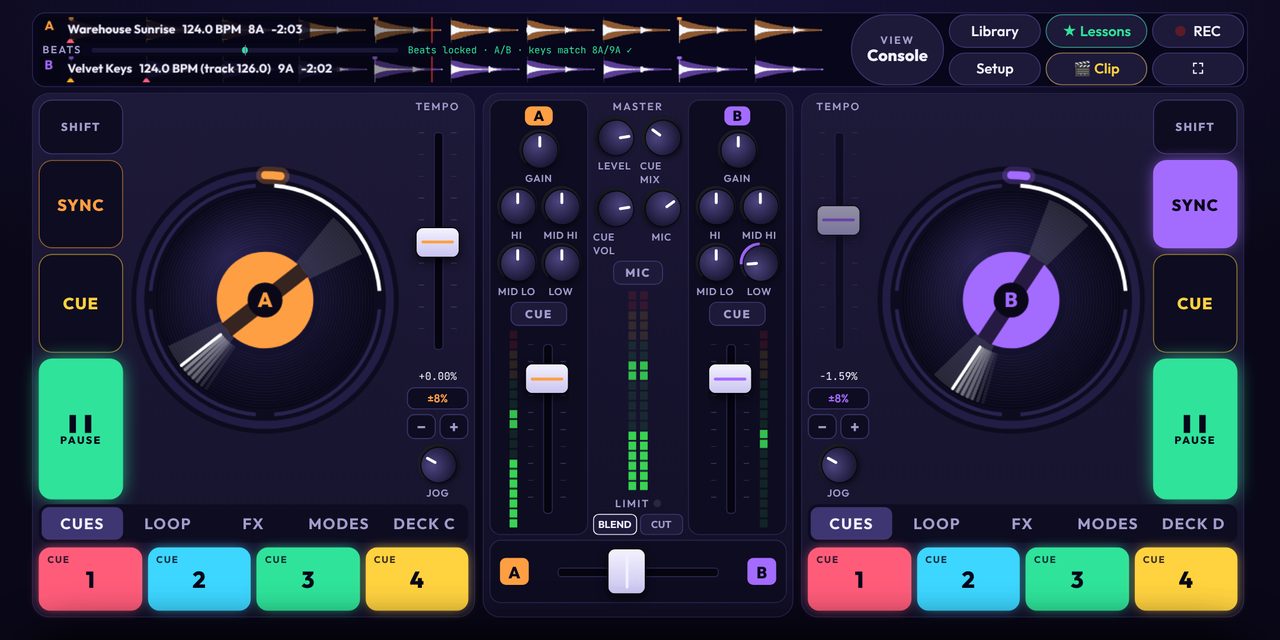 A Warehouse Sunrise 124.0 BPM 8A -2:03
BEATS Beats locked · A/B · keys match 8A/9A ✓
B Velvet Keys 124.0 BPM (track 126.0) 9A -2:02
VIEW
Console
Library
★ Lessons
REC
Setup
🎬 Clip
SHIFT
SYNC
CUE
PAUSE
A
TEMPO
+0.00%
±8%
− +
JOG
CUES LOOP FX MODES DECK C
CUE
1
CUE
2
CUE
3
CUE
4
A
GAIN
HI MID HI
MID LO LOW
CUE
MASTER
LEVEL CUE MIX
CUE VOL MIC
MIC
LIMIT
BLEND CUT
B
GAIN
HI MID HI
MID LO LOW
CUE
A B
TEMPO
-1.59%
±8%
− +
JOG
B
SHIFT
SYNC
CUE
PAUSE
CUES LOOP FX MODES DECK D
CUE
1
CUE
2
CUE
3
CUE
4